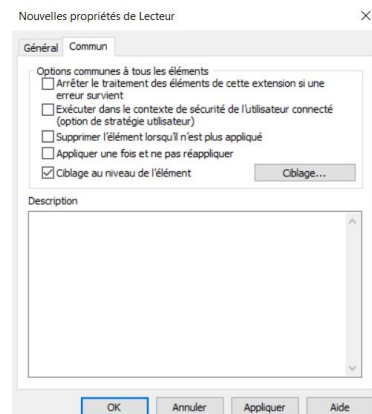 Nouvelles propriétés de Lecteur
Général Commun
Options communes à tous les éléments
Arrêter le traitement des éléments de cette extension si une
erreur survient
Exécuter dans le contexte de sécurité de l'utilisateur connecté
(option de stratégie utilisateur)
Supprimer l'élément lorsqu'il n'est plus appliqué
Appliquer une fois et ne pas réappliquer
Ciblage au niveau de l'élément Ciblage...
Description
OK Annuler Appliquer Aide